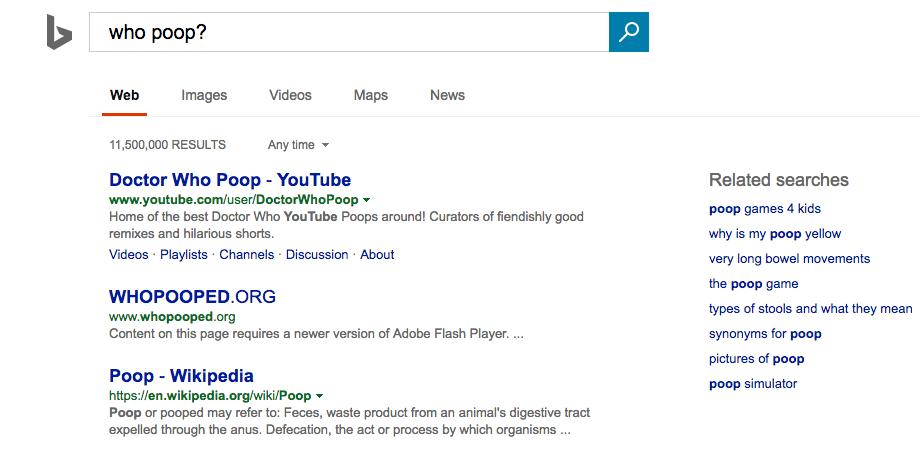 who poop?
Web Images Videos Maps News
11,500,000 RESULTS Any time
Doctor Who Poop - YouTube
www.youtube.com/user/DoctorWhoPoop
Home of the best Doctor Who YouTube Poops around! Curators of fiendishly good
remixes and hilarious shorts.
Videos · Playlists · Channels · Discussion · About
WHOPOOPED.ORG
www.whopooped.org
Content on this page requires a newer version of Adobe Flash Player. ...
Poop - Wikipedia
https://en.wikipedia.org/wiki/Poop
Poop or pooped may refer to: Feces, waste product from an animal's digestive tract
expelled through the anus. Defecation, the act or process by which organisms ...
Related searches
poop games 4 kids
why is my poop yellow
very long bowel movements
the poop game
types of stools and what they mean
synonyms for poop
pictures of poop
poop simulator